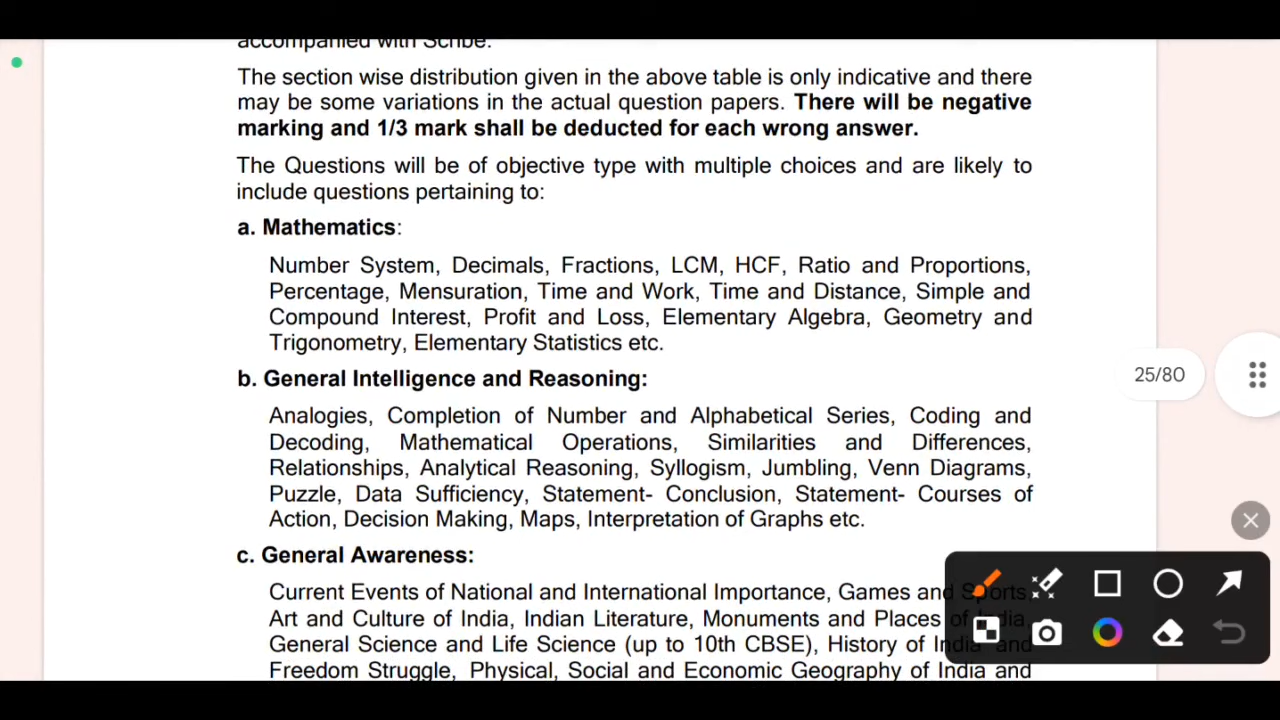 accompanied with Scribe.
The section wise distribution given in the above table is only indicative and there
may be some variations in the actual question papers. There will be negative
marking and 1/3 mark shall be deducted for each wrong answer.
The Questions will be of objective type with multiple choices and are likely to
include questions pertaining to:
a. Mathematics:
Number System, Decimals, Fractions, LCM, HCF, Ratio and Proportions,
Percentage, Mensuration, Time and Work, Time and Distance, Simple and
Compound Interest, Profit and Loss, Elementary Algebra, Geometry and
Trigonometry, Elementary Statistics etc.
25/80
b. General Intelligence and Reasoning:
Analogies, Completion of Number and Alphabetical Series, Coding and
Decoding, Mathematical Operations, Similarities and Differences,
Relationships, Analytical Reasoning, Syllogism, Jumbling, Venn Diagrams,
Puzzle, Data Sufficiency, Statement- Conclusion, Statement- Courses of
Action, Decision Making, Maps, Interpretation of Graphs etc.
c. General Awareness:
Current Events of National and International Importance, Games and Sports,
Art and Culture of India, Indian Literature, Monuments and Places of India,
General Science and Life Science (up to 10th CBSE), History of India and
Freedom Struggle, Physical, Social and Economic Geography of India and